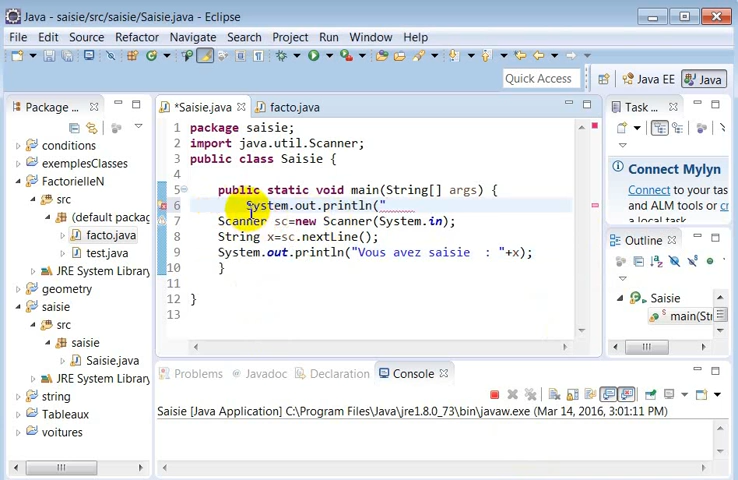 Java - saisie/src/saisie/Saisie.java - Eclipse
File Edit Source Refactor Navigate Search Project Run Window Help
Quick Access
Java EE
Java
Package ...
*Saisie.java
facto.java
Task ...
conditions
exemplesClasses
FactorielleN
src
(default packag
facto.java
test.java
JRE System Library
geometry
saisie
src
saisie
Saisie.java
JRE System Library
string
Tableaux
voitures
1 package saisie;
2 import java.util.Scanner;
3 public class Saisie {
4
5 public static void main(String[] args) {
6 System.out.println("
7 Scanner sc=new Scanner(System.in);
8 String x=sc.nextLine();
9 System.out.println("Vous avez saisie  : "+x);
10 }
11
12 }
13
Connect Mylyn
Connect to your task
and ALM tools or cr
a local task.
Outline
Saisie
main(Str
Problems
Javadoc
Declaration
Console
Saisie [Java Application] C:\Program Files\Java\jre1.8.0_73\bin\javaw.exe (Mar 14, 2016, 3:01:11 PM)